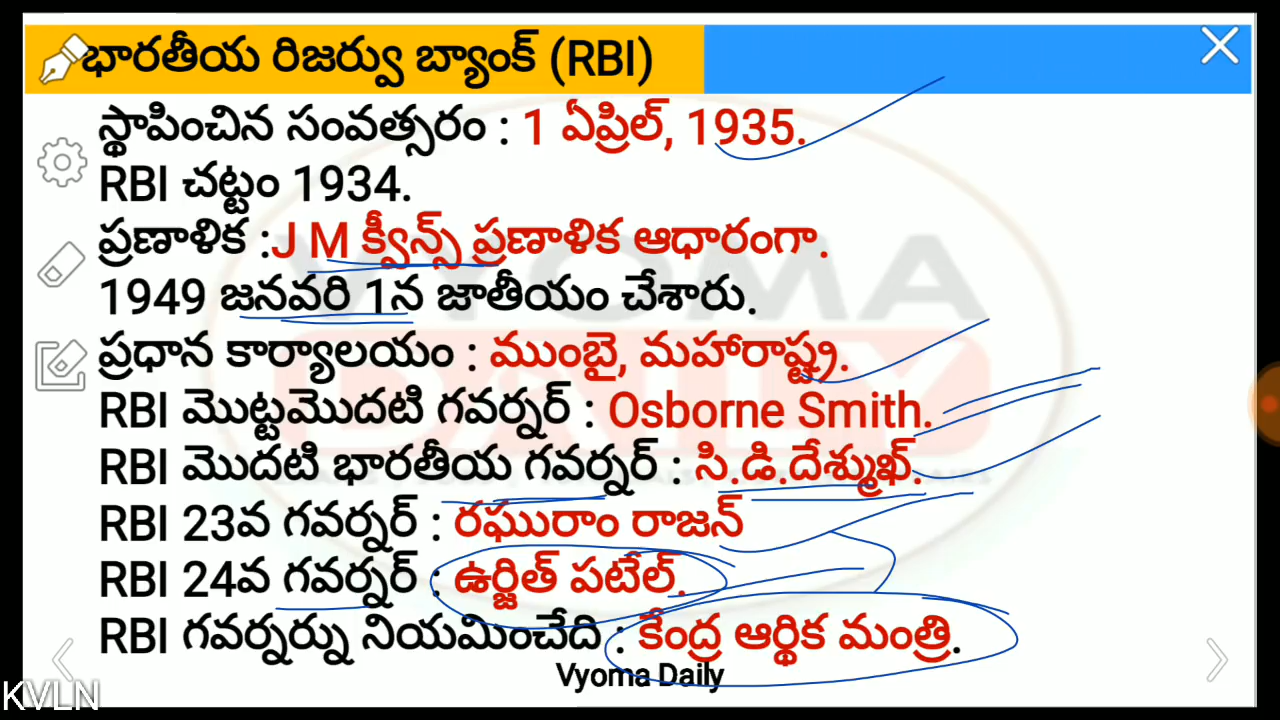 భారతీయ రిజర్వు బ్యాంక్ (RBI)
స్థాపించిన సంవత్సరం : 1 ఏప్రిల్, 1935.
RBI చట్టం 1934.
ప్రణాళిక :J M క్వీన్స్ ప్రణాళిక ఆధారంగా.
1949 జనవరి 1న జాతీయం చేశారు.
ప్రధాన కార్యాలయం : ముంబై, మహారాష్ట్ర.
RBI మొట్టమొదటి గవర్నర్ : Osborne Smith.
RBI మొదటి భారతీయ గవర్నర్ : సి.డి.దేశ్ముఖ్.
RBI 23వ గవర్నర్ : రఘురాం రాజన్
RBI 24వ గవర్నర్ : ఉర్జిత్ పటేల్.
RBI గవర్నర్ను నియమించేది : కేంద్ర ఆర్థిక మంత్రి.
Vyoma Daily
KVLN
VYOMA
DAILY